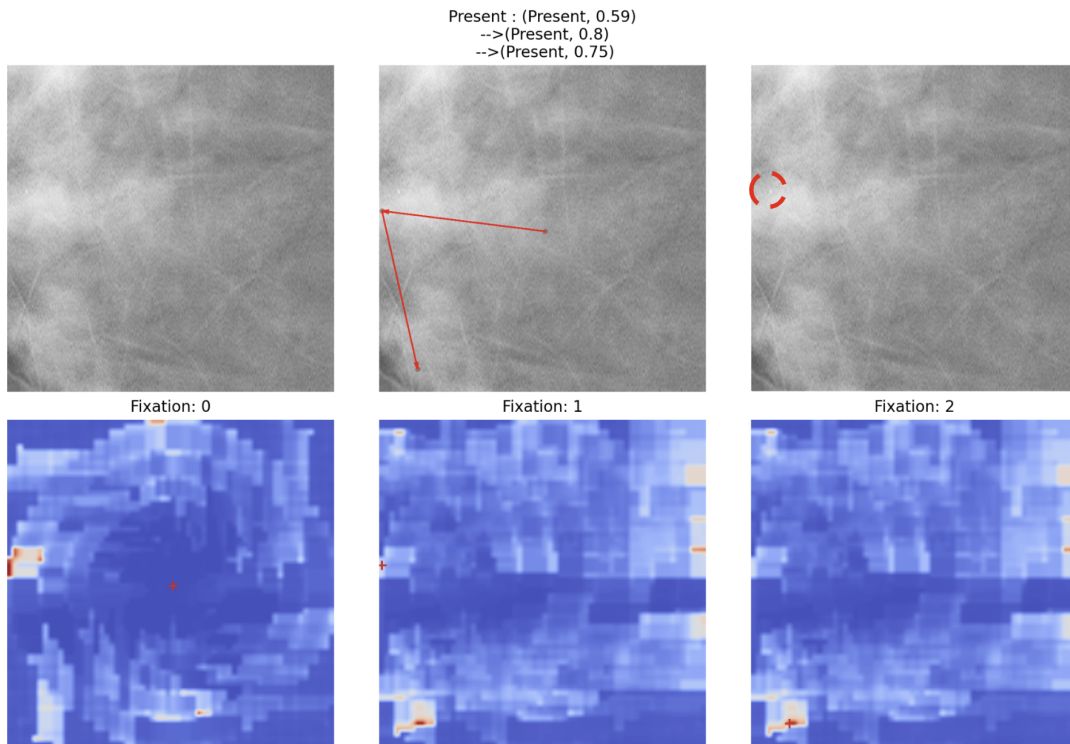 Present : (Present, 0.59)
-->(Present, 0.8)
-->(Present, 0.75)
Fixation: 0
Fixation: 1
Fixation: 2